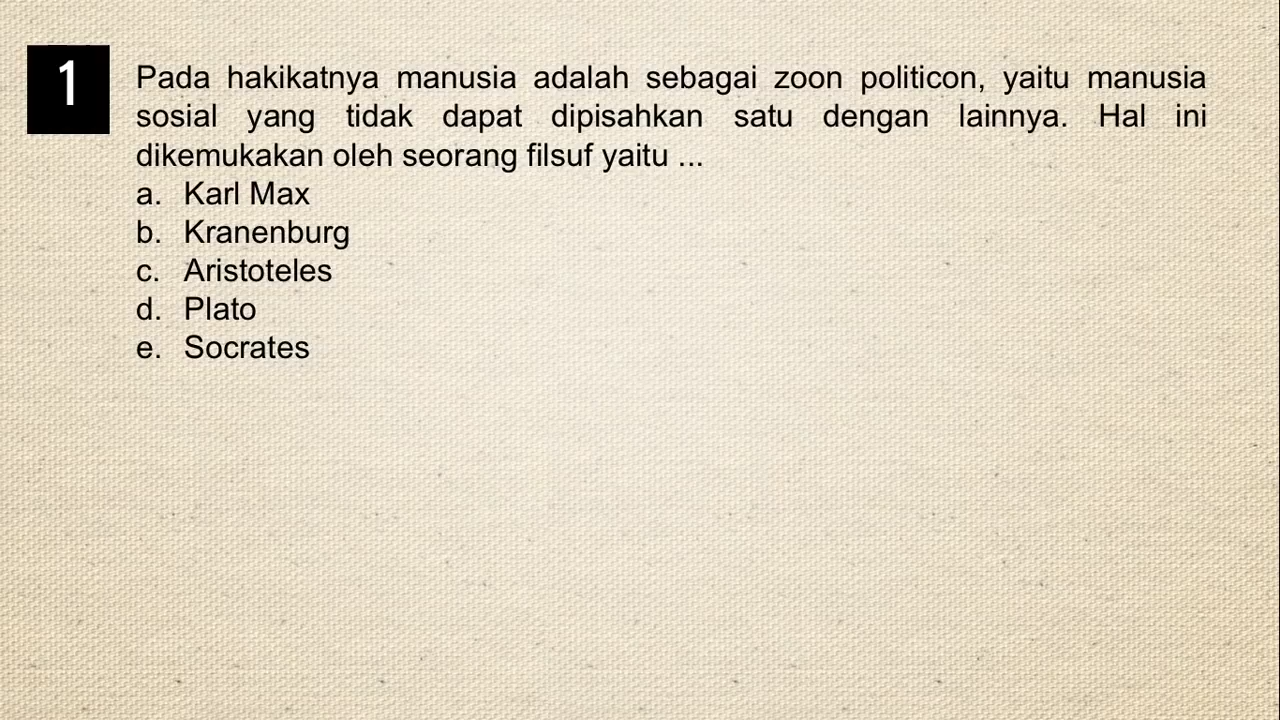 1
Pada hakikatnya manusia adalah sebagai zoon politicon, yaitu manusia
sosial yang tidak dapat dipisahkan satu dengan lainnya. Hal ini
dikemukakan oleh seorang filsuf yaitu ...
a. Karl Max
b. Kranenburg
c. Aristoteles
d. Plato
e. Socrates